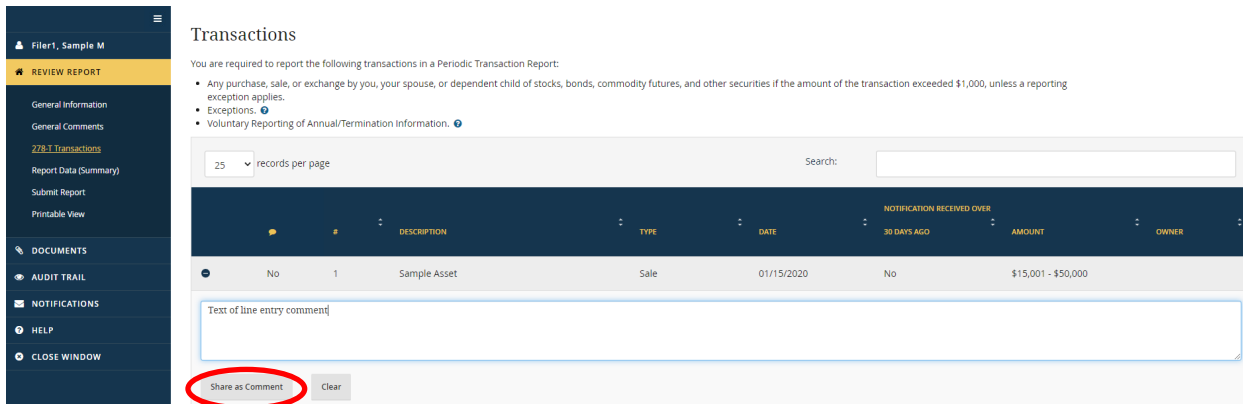 Filer1, Sample M
REVIEW REPORT
General Information
General Comments
278-T Transactions
Report Data (Summary)
Submit Report
Printable View
DOCUMENTS
AUDIT TRAIL
NOTIFICATIONS
HELP
CLOSE WINDOW
Transactions
You are required to report the following transactions in a Periodic Transaction Report:
• Any purchase, sale, or exchange by you, your spouse, or dependent child of stocks, bonds, commodity futures, and other securities if the amount of the transaction exceeded $1,000, unless a reporting
exception applies.
• Exceptions.
• Voluntary Reporting of Annual/Termination Information.
25 records per page Search:
# DESCRIPTION TYPE DATE NOTIFICATION RECEIVED OVER
30 DAYS AGO AMOUNT OWNER
No 1 Sample Asset Sale 01/15/2020 No $15,001 - $50,000
Text of line entry comment
Share as Comment Clear